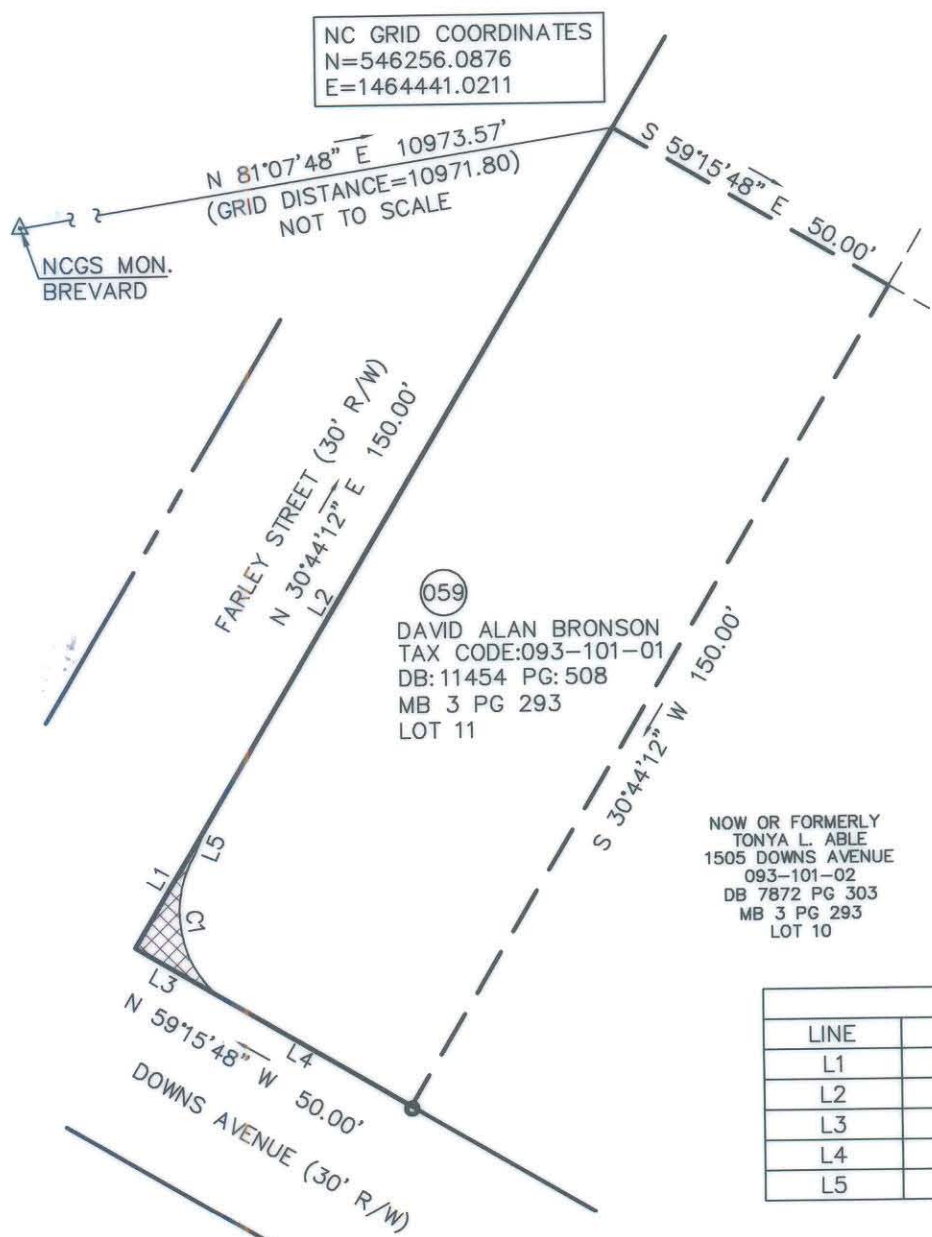 NC GRID COORDINATES
N=546256.0876
E=1464441.0211
N 81°07'48" E 10973.57'
(GRID DISTANCE=10971.80)
NOT TO SCALE
S 59°15'48" E 50.00'
NCGS MON.
BREVARD
FARLEY STREET (30' R/W)
N 30°44'12" E 150.00'
L2
059
DAVID ALAN BRONSON
TAX CODE:093-101-01
DB: 11454 PG: 508
MB 3 PG 293
LOT 11
S 30°44'12" W 150.00'
NOW OR FORMERLY
TONYA L. ABLE
1505 DOWNS AVENUE
093-101-02
DB 7872 PG 303
MB 3 PG 293
LOT 10
L5
L1
C1
L3
L4
N 59°15'48" W 50.00'
DOWNS AVENUE (30' R/W)
LINE
L1
L2
L3
L4
L5